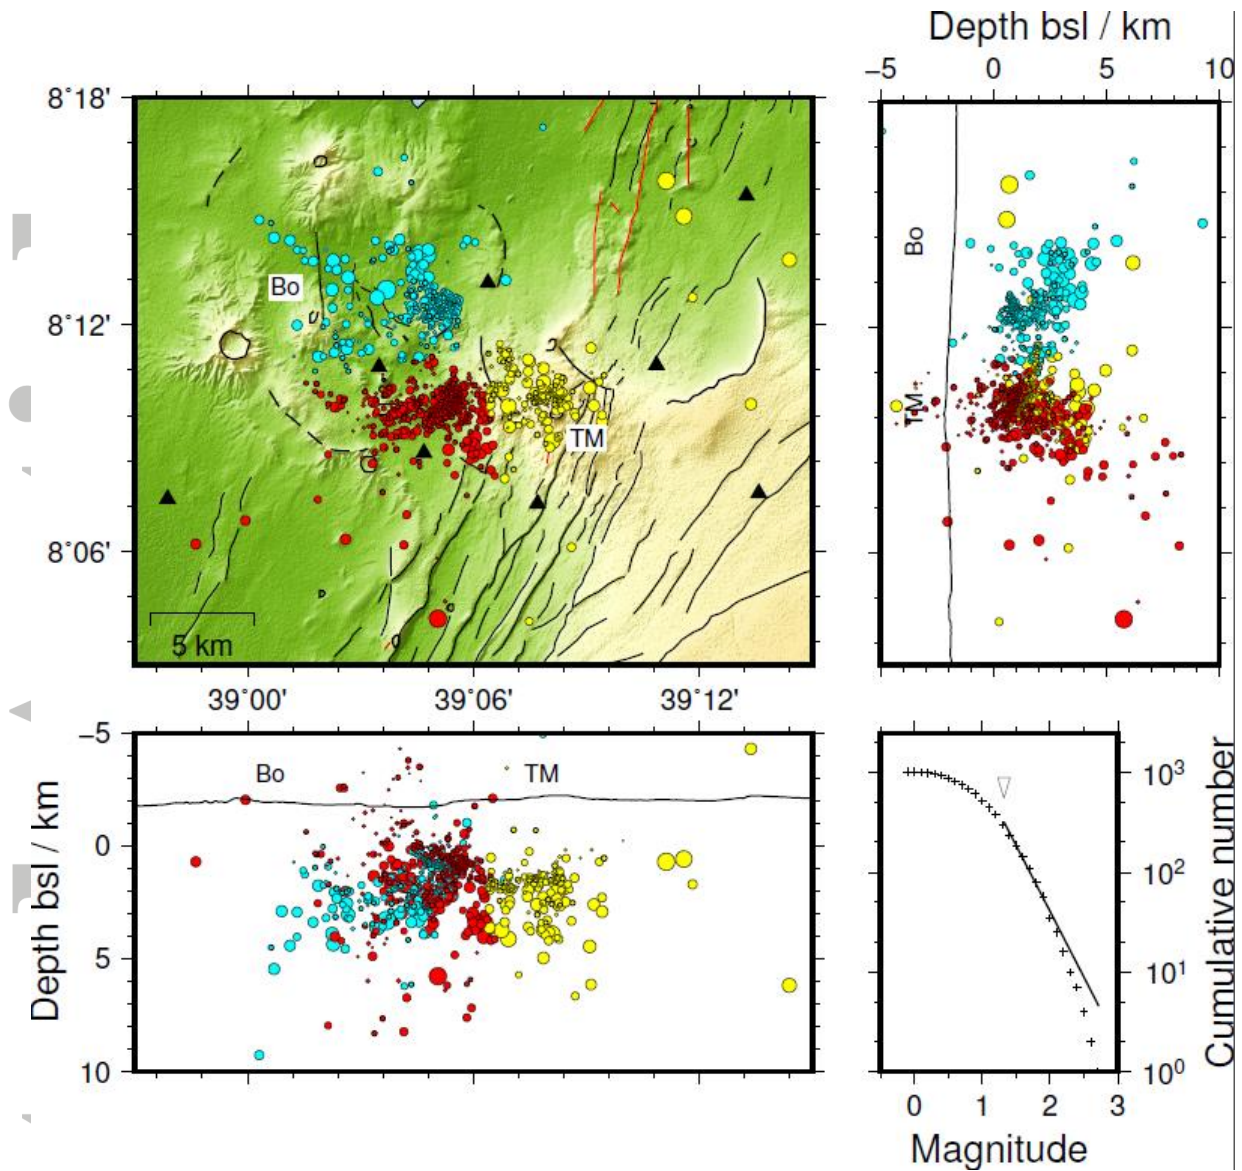 Depth bsl / km
−5 0 5 10
8°18'
Bo
Bo
8°12'
TM
TM
8°06'
5 km
39°00' 39°06' 39°12'
−5
Bo TM
10³
0
10²
5
10¹
10
10⁰
Depth bsl / km
Cumulative number
0 1 2 3
Magnitude